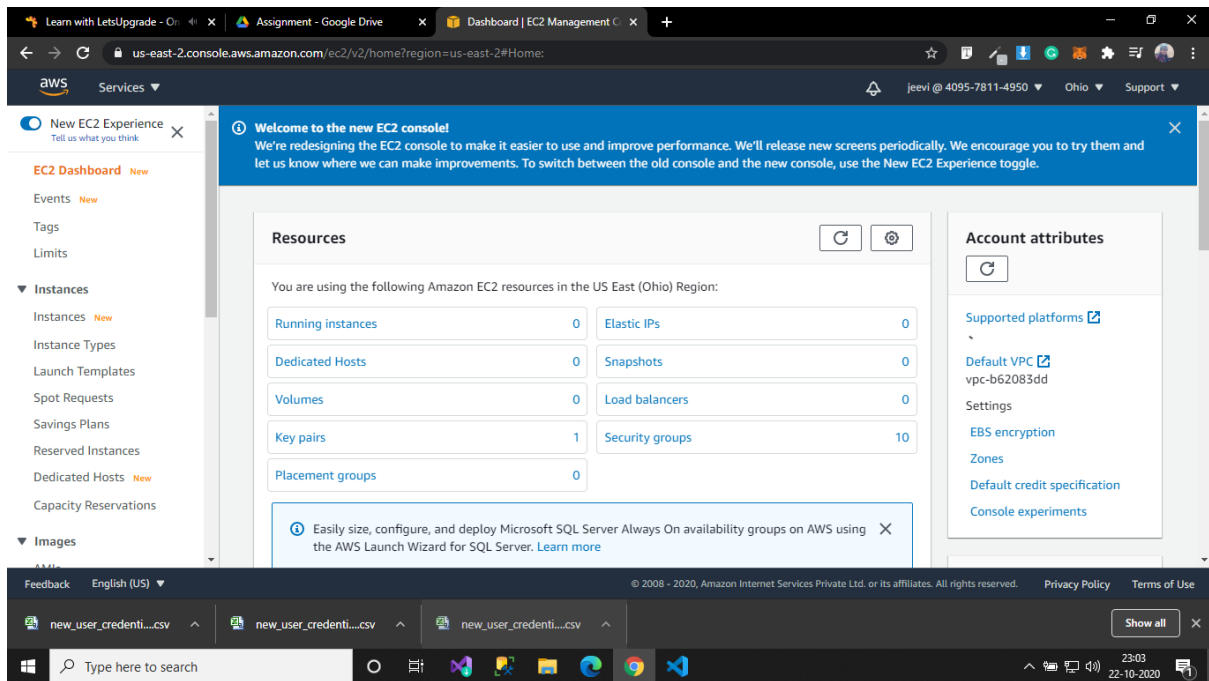 Learn with LetsUpgrade - On
Assignment - Google Drive
Dashboard | EC2 Management C
us-east-2.console.aws.amazon.com/ec2/v2/home?region=us-east-2#Home:
aws
Services
jeevi @ 4095-7811-4950
Ohio
Support
New EC2 Experience
Tell us what you think
EC2 Dashboard New
Events New
Tags
Limits
Instances
Instances New
Instance Types
Launch Templates
Spot Requests
Savings Plans
Reserved Instances
Dedicated Hosts New
Capacity Reservations
Images
AMIs
Welcome to the new EC2 console!
We're redesigning the EC2 console to make it easier to use and improve performance. We'll release new screens periodically. We encourage you to try them and
let us know where we can make improvements. To switch between the old console and the new console, use the New EC2 Experience toggle.
Resources
You are using the following Amazon EC2 resources in the US East (Ohio) Region:
Running instances 0
Elastic IPs 0
Dedicated Hosts 0
Snapshots 0
Volumes 0
Load balancers 0
Key pairs 1
Security groups 10
Placement groups 0
Easily size, configure, and deploy Microsoft SQL Server Always On availability groups on AWS using
the AWS Launch Wizard for SQL Server. Learn more
Account attributes
Supported platforms
Default VPC
vpc-b62083dd
Settings
EBS encryption
Zones
Default credit specification
Console experiments
Feedback
English (US)
© 2008 - 2020, Amazon Internet Services Private Ltd. or its affiliates. All rights reserved.
Privacy Policy
Terms of Use
new_user_credenti....csv
new_user_credenti....csv
new_user_credenti....csv
Show all
Type here to search
23:03
22-10-2020